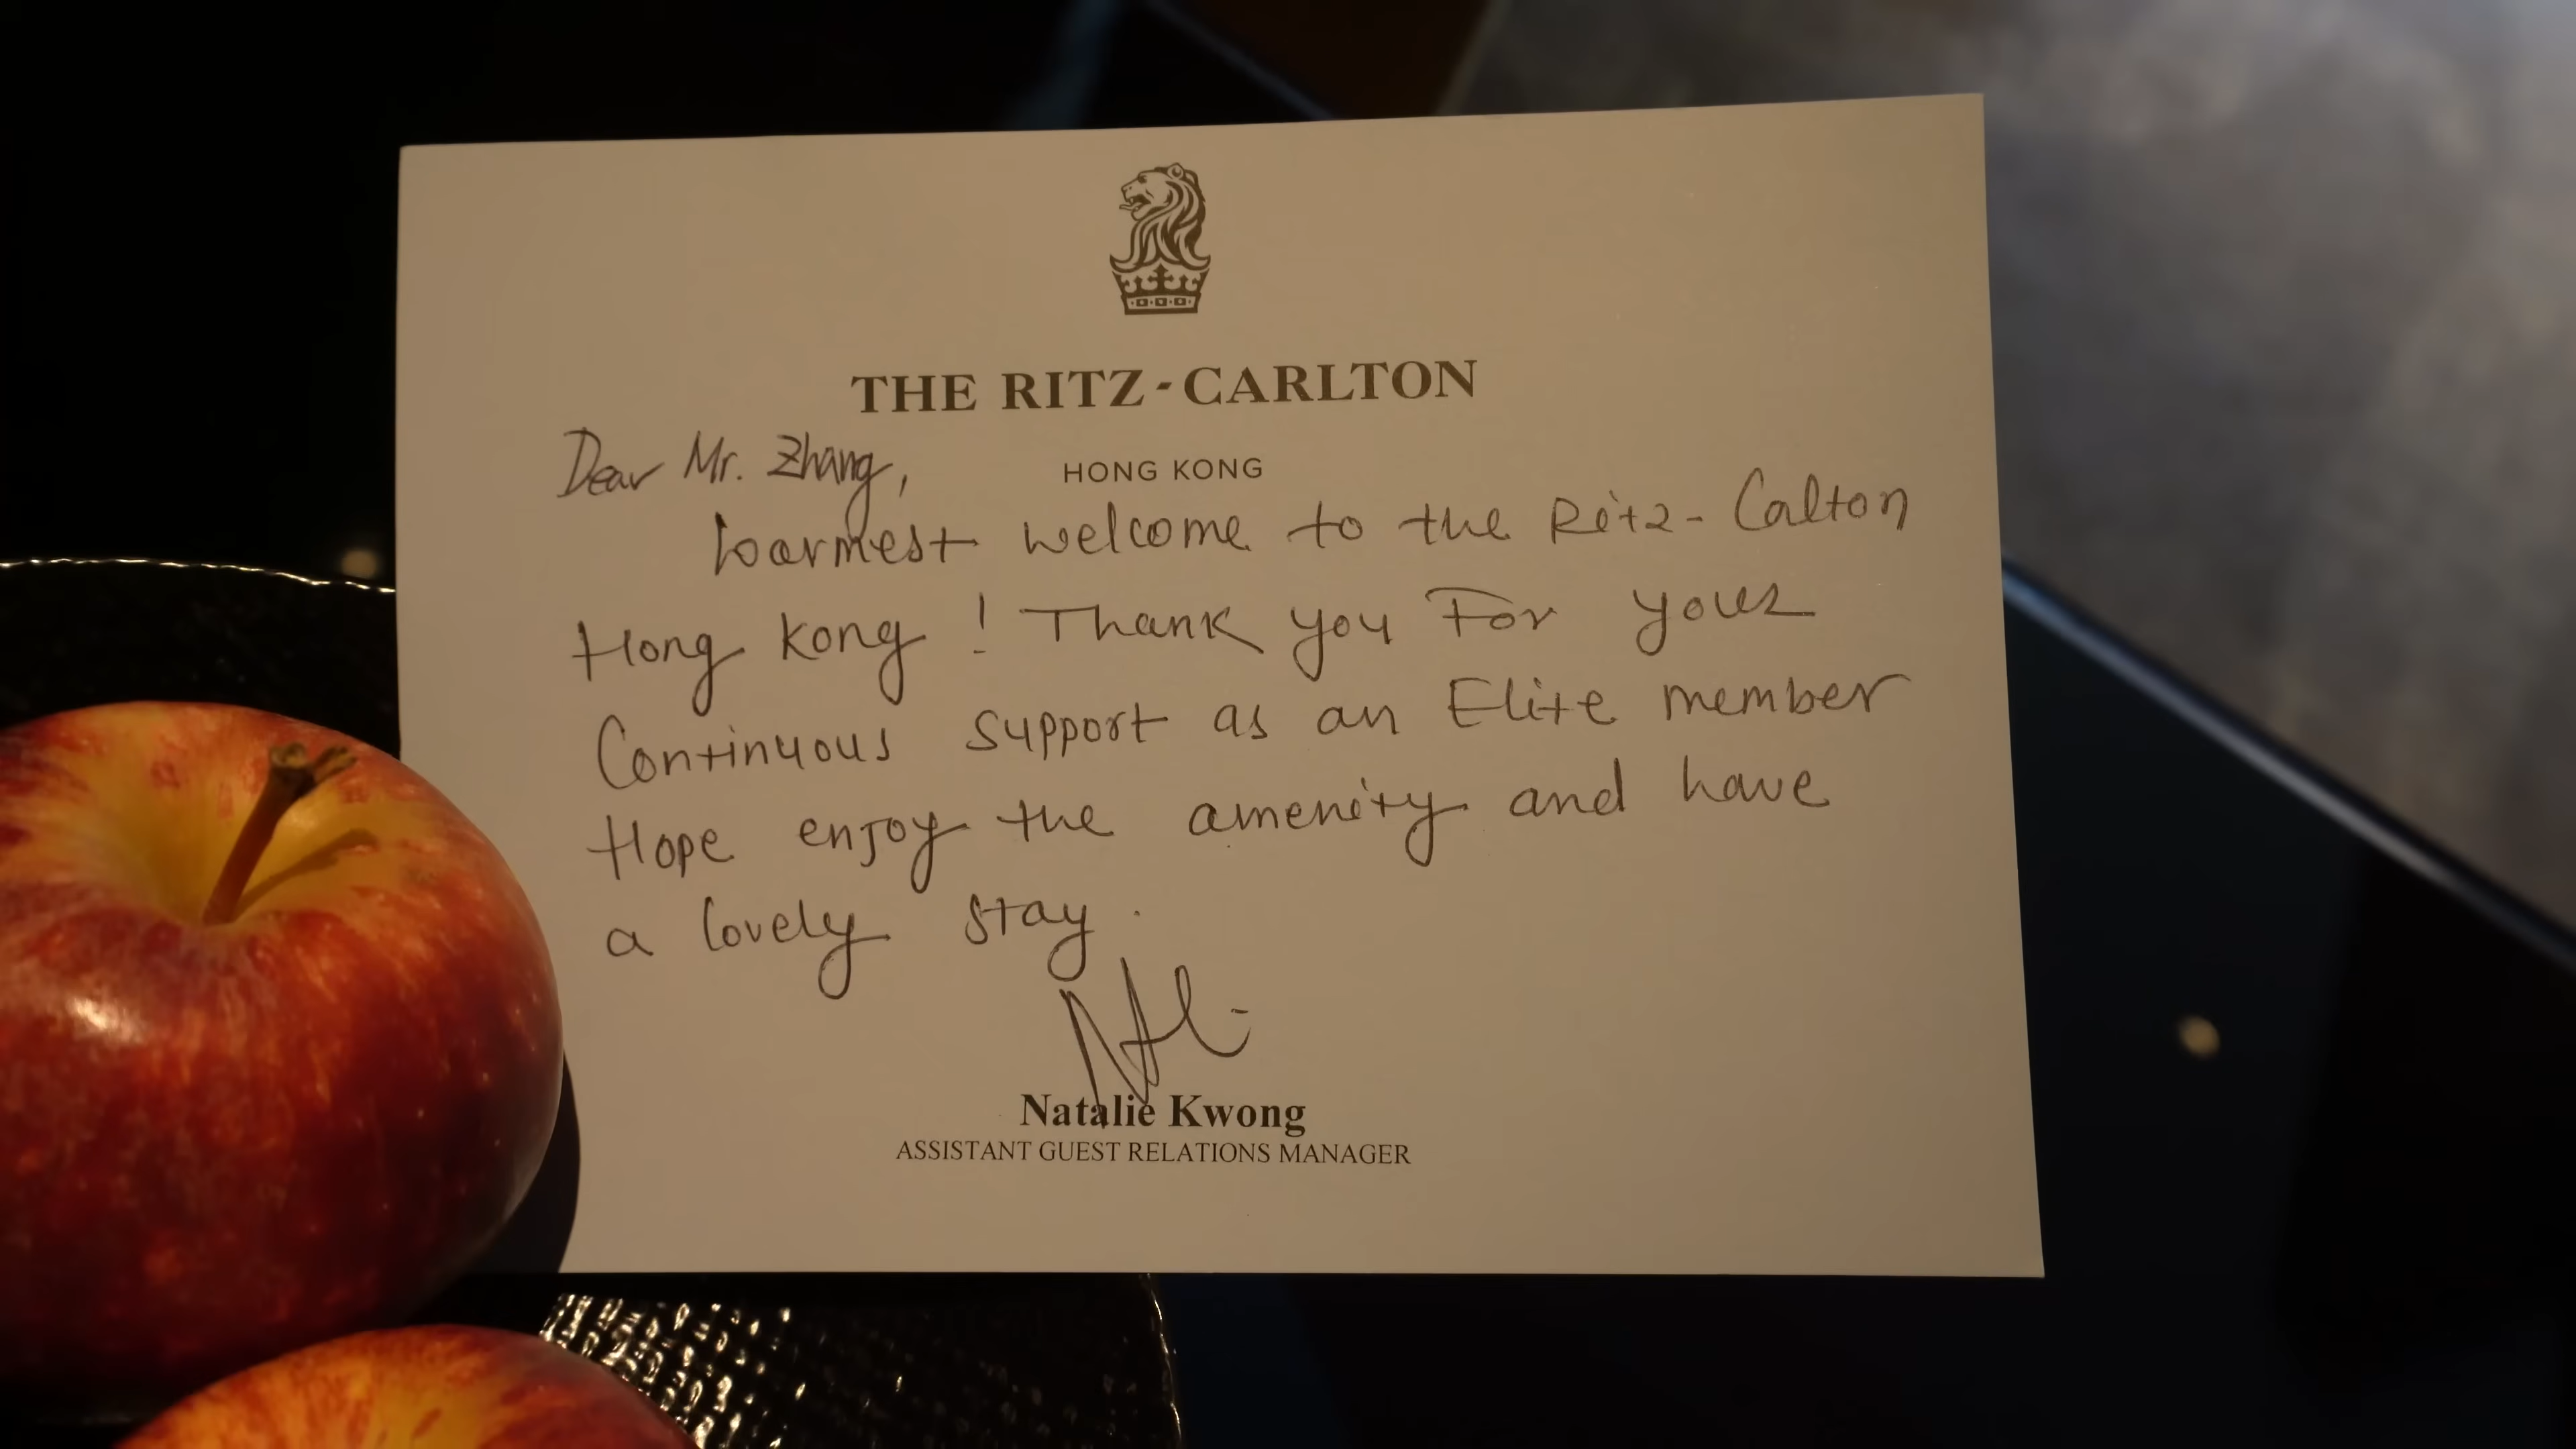 THE RITZ-CARLTON
HONG KONG
Dear Mr. Zhang,
Warmest welcome to the Ritz-Calton
Hong Kong! Thank you For your
Continuous support as an Elite member
Hope enjoy the amenity and have
a lovely stay.
Natalie Kwong
ASSISTANT GUEST RELATIONS MANAGER